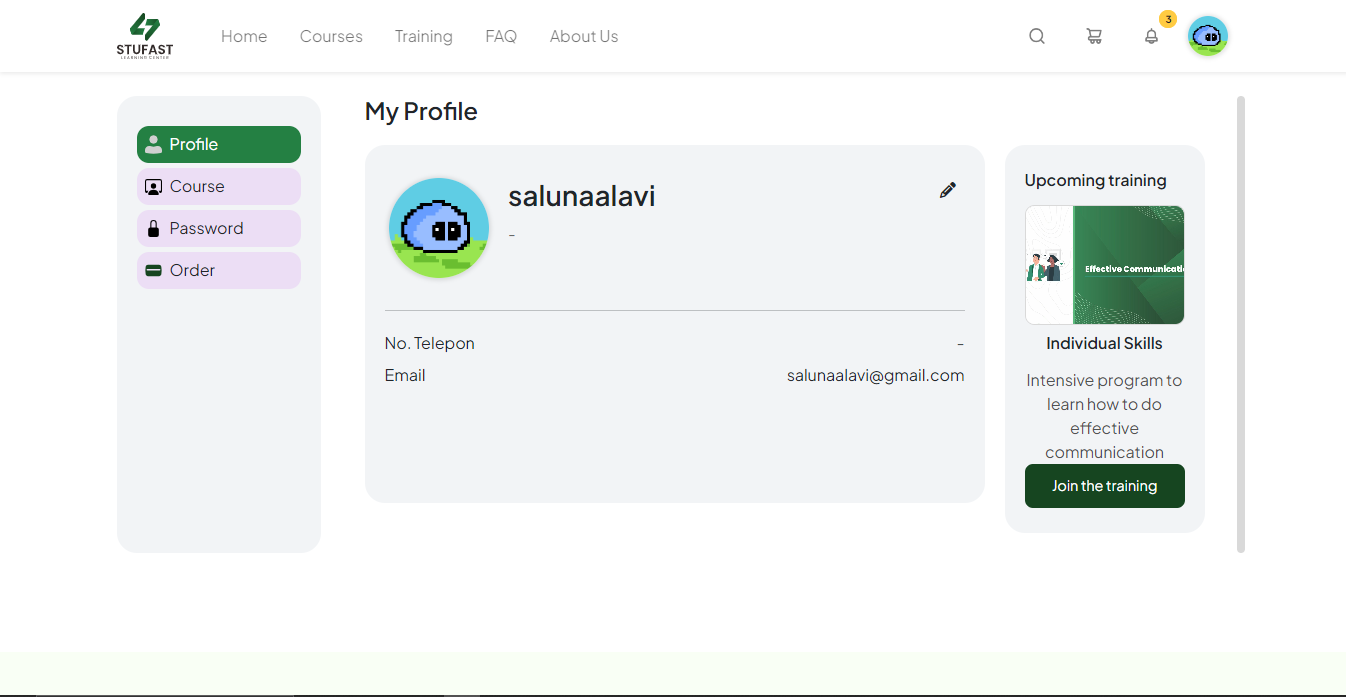 STUFAST
LEARNING CENTER
Home
Courses
Training
FAQ
About Us
3
Profile
Course
Password
Order
My Profile
salunaalavi
-
No. Telepon
-
Email
salunaalavi@gmail.com
Upcoming training
Effective Communicati
Individual Skills
Intensive program to
learn how to do
effective
communication
Join the training